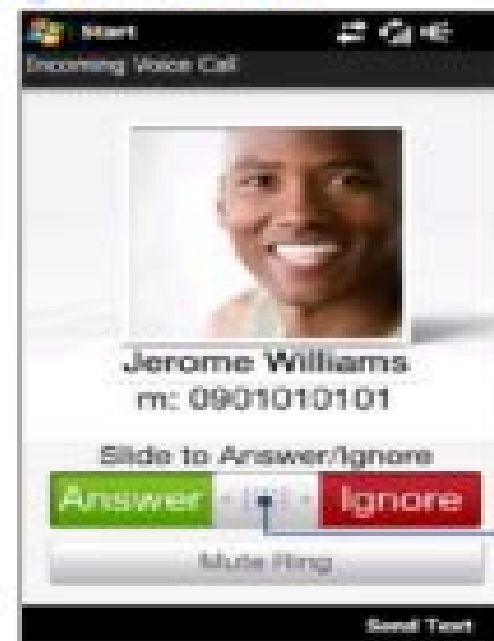 Start
Incoming Voice Call
Jerome Williams
m: 0901010101
Slide to Answer/Ignore
Answer Ignore
Mute Ring
Send Text